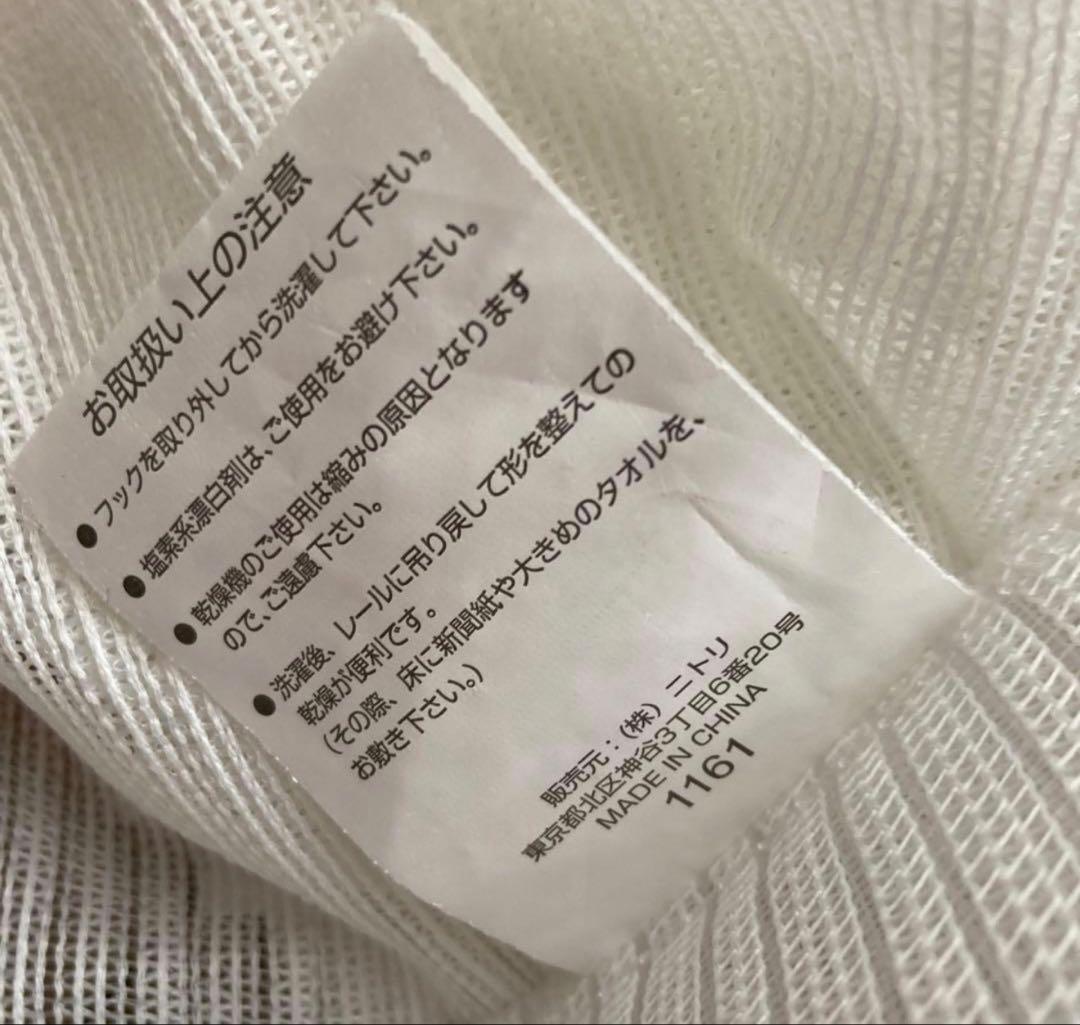 お取扱い上の注意
● フックを取り外してから洗濯して下さい。
● 塩素系漂白剤は、ご使用をお避け下さい。
● 乾燥機のご使用は縮みの原因となります
ので、ご遠慮下さい。
● 洗濯後、レールに吊り戻して形を整えての
乾燥が便利です。
(その際、床に新聞紙や大きめのタオルを、
お敷き下さい。)
販売元：(株) ニトリ
東京都北区神谷3丁目6番20号
MADE IN CHINA
1161